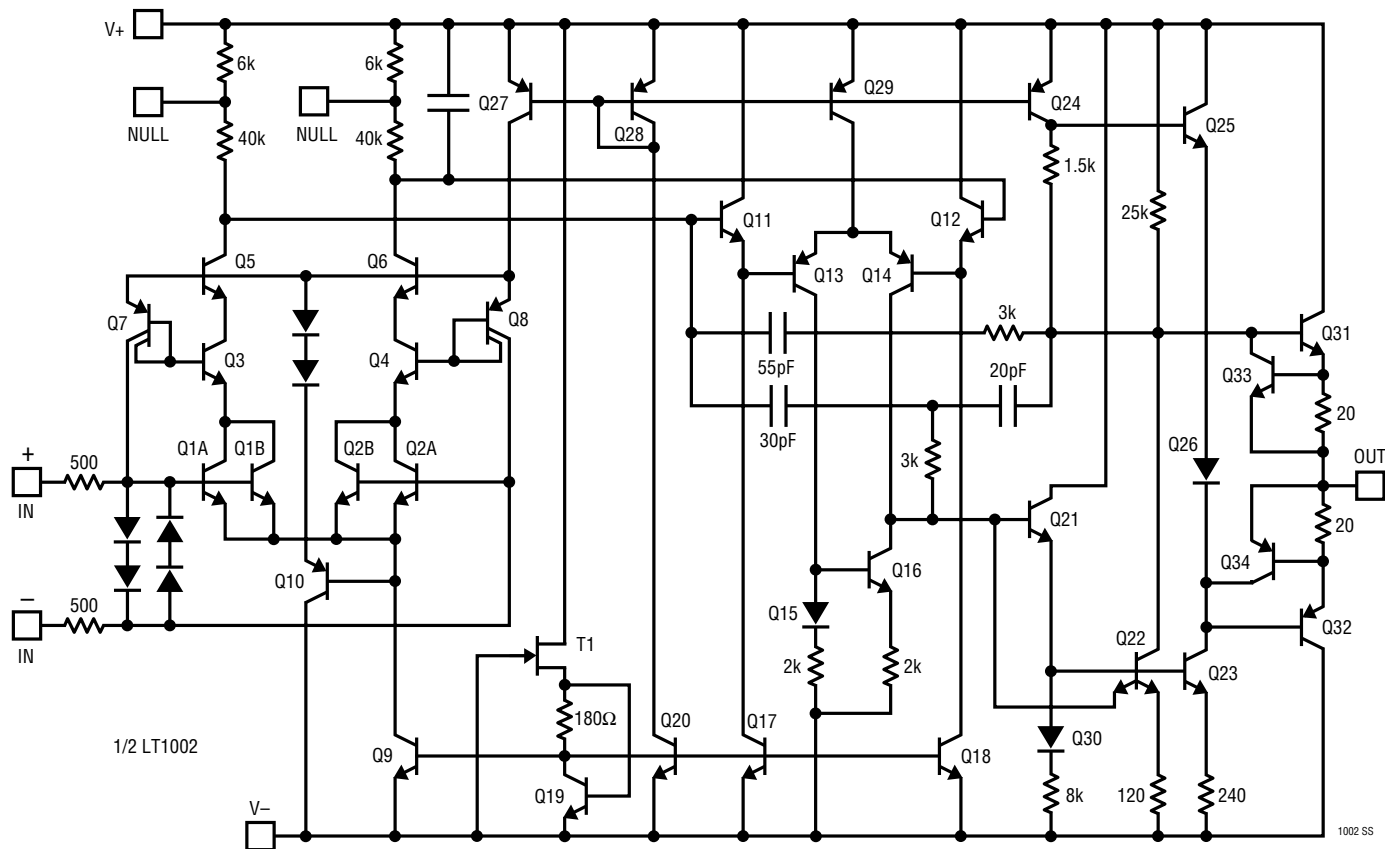 V+
6k
6k
NULL
NULL
40k
40k
Q27
Q28
Q29
Q24
Q25
1.5k
25k
Q11
Q12
Q5
Q6
Q13
Q14
Q7
Q8
Q3
Q4
3k
55pF
20pF
30pF
Q31
Q33
20
Q1A
Q1B
Q2B
Q2A
+
IN
500
3k
Q26
OUT
Q21
20
Q10
Q16
Q34
–
IN
500
Q15
Q32
T1
2k
2k
Q22
Q23
180Ω
1/2 LT1002
Q9
Q20
Q17
Q18
Q30
Q19
8k
120
240
V–
1002 SS